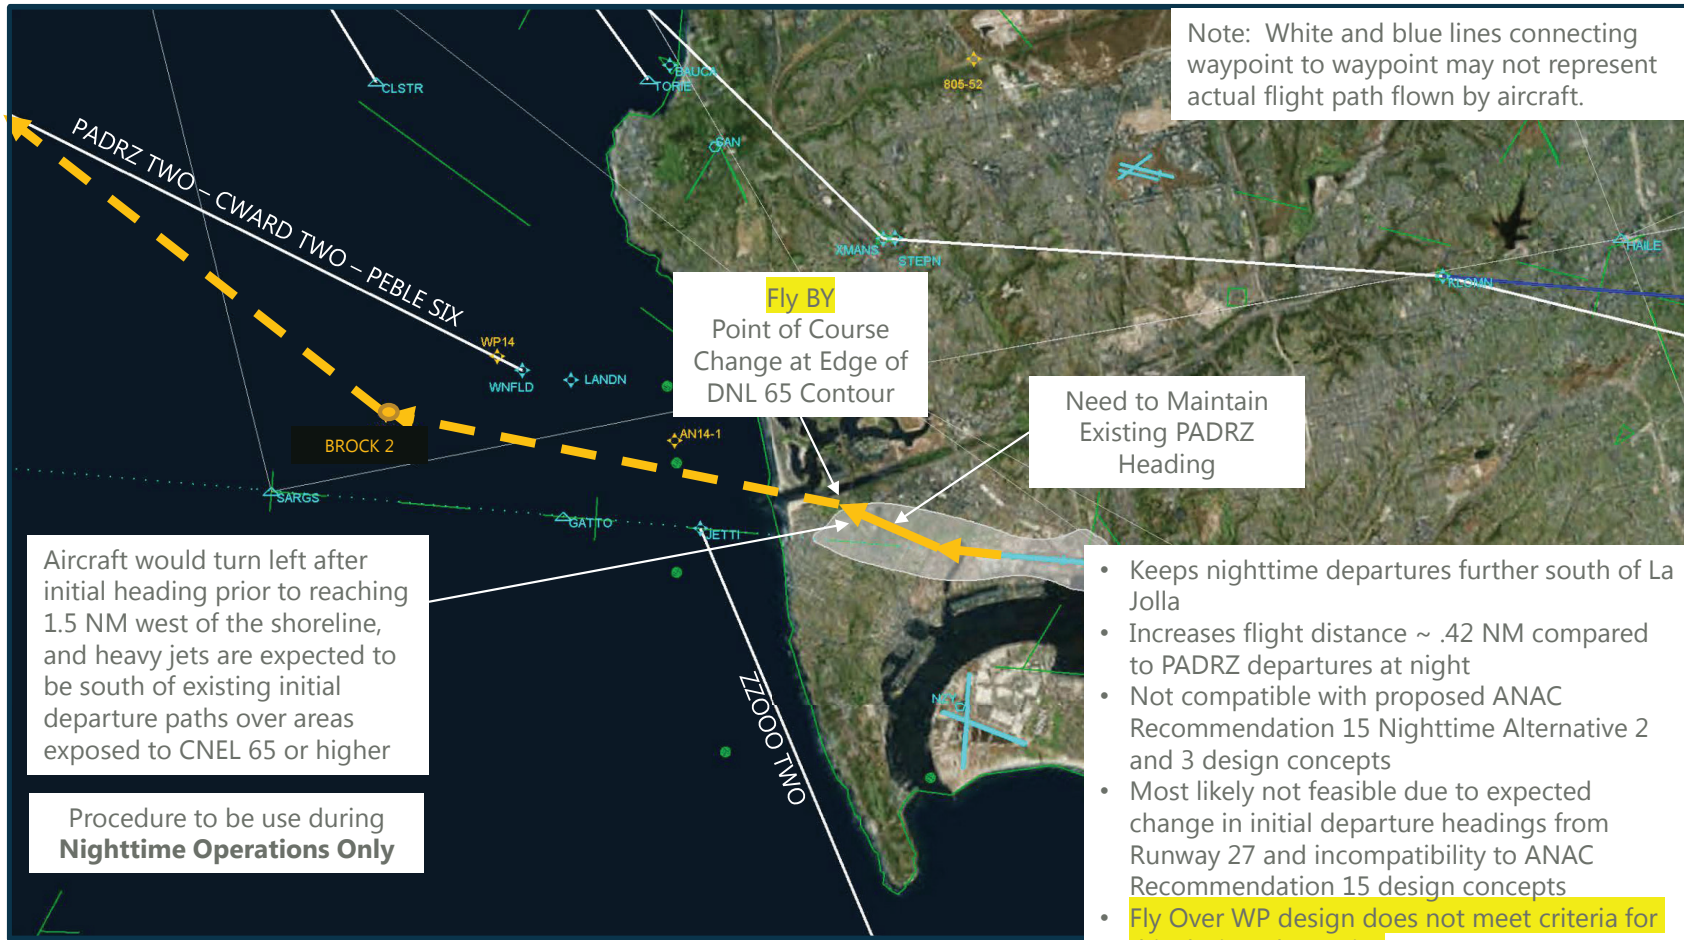 Note: White and blue lines connecting
waypoint to waypoint may not represent
actual flight path flown by aircraft.
CLSTR
TORIE
BAUCA
805-52
SAN
PADRZ TWO – CWARD TWO – PEBLE SIX
XMANS
STEPN
HAILE
KLOMN
Fly BY
Point of Course
Change at Edge of
DNL 65 Contour
WP14
WNFLD
LANDN
Need to Maintain
Existing PADRZ
Heading
BROCK 2
AN14-1
SARGS
GATTO
JETTI
Aircraft would turn left after
initial heading prior to reaching
1.5 NM west of the shoreline,
and heavy jets are expected to
be south of existing initial
departure paths over areas
exposed to CNEL 65 or higher
Procedure to be use during
Nighttime Operations Only
ZZOOO TWO
NZY
• Keeps nighttime departures further south of La
Jolla
• Increases flight distance ~ .42 NM compared
to PADRZ departures at night
• Not compatible with proposed ANAC
Recommendation 15 Nighttime Alternative 2
and 3 design concepts
• Most likely not feasible due to expected
change in initial departure headings from
Runway 27 and incompatibility to ANAC
Recommendation 15 design concepts
• Fly Over WP design does not meet criteria for